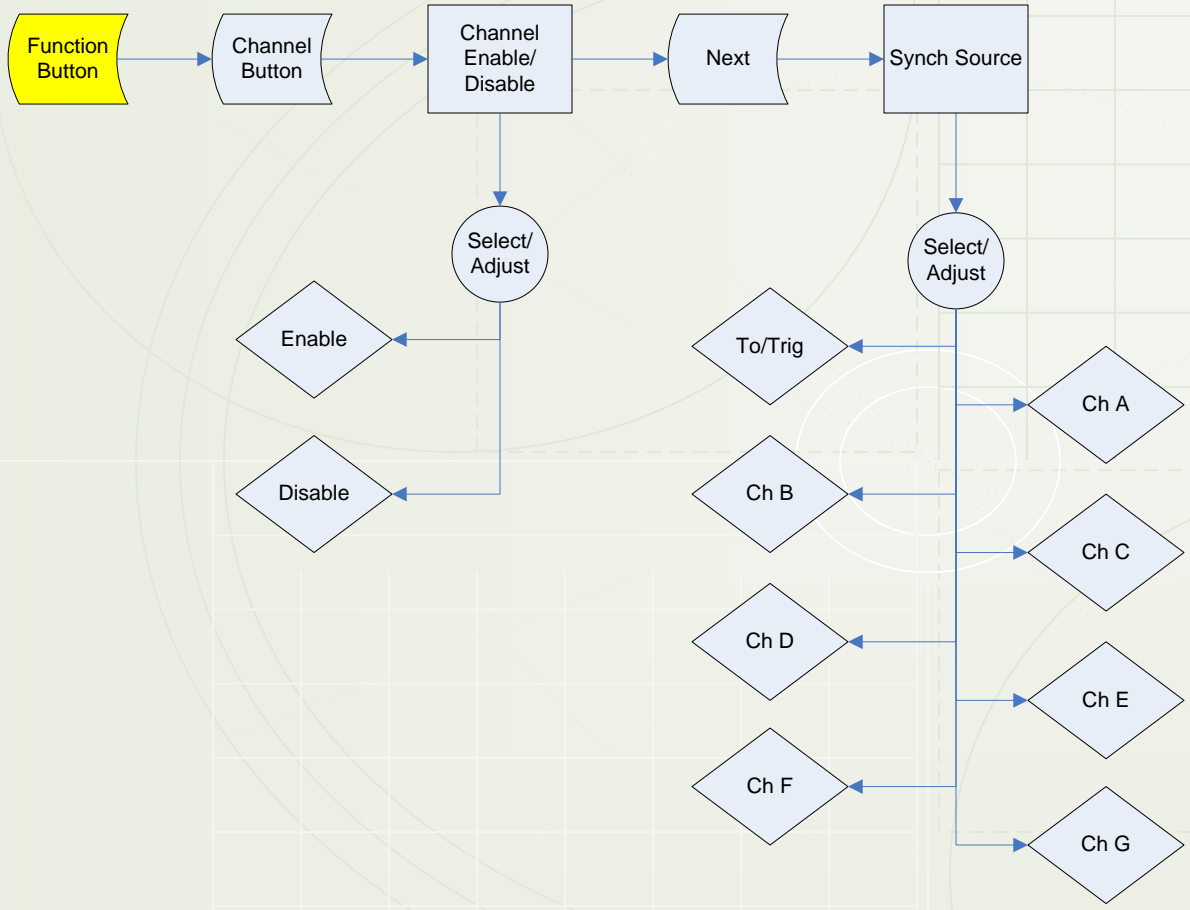 Function
Button
Channel
Button
Channel
Enable/
Disable
Next
Synch Source
Select/
Adjust
Enable
Disable
Select/
Adjust
To/Trig
Ch A
Ch B
Ch C
Ch D
Ch E
Ch F
Ch G